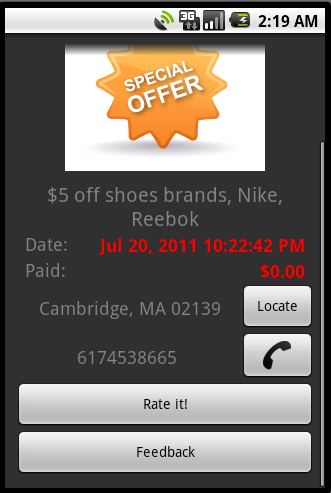 3G 2:19 AM
SPECIAL
OFFER
$5 off shoes brands, Nike,
Reebok
Date: Jul 20, 2011 10:22:42 PM
Paid: $0.00
Cambridge, MA 02139 Locate
6174538665
Rate it!
Feedback